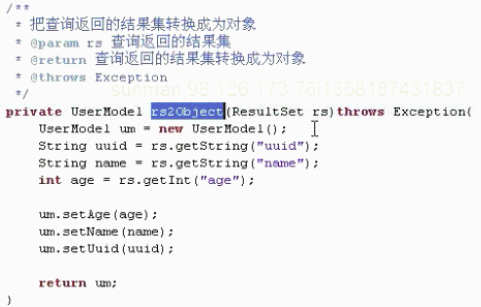 /**
 * 把查询返回的结果集转换成为对象
 * @param rs 查询返回的结果集
 * @return 查询返回的结果集转换成为对象
 * @throws Exception
sunman 98.126 173 76|1358187431837
 */
private UserModel rs2Object(ResultSet rs)throws Exception{
    UserModel um = new UserModel();
    String uuid = rs.getString("uuid");
    String name = rs.getString("name");
    int age = rs.getInt("age");

    um.setAge(age);
    um.setName(name);
    um.setUuid(uuid);

    return um;
}